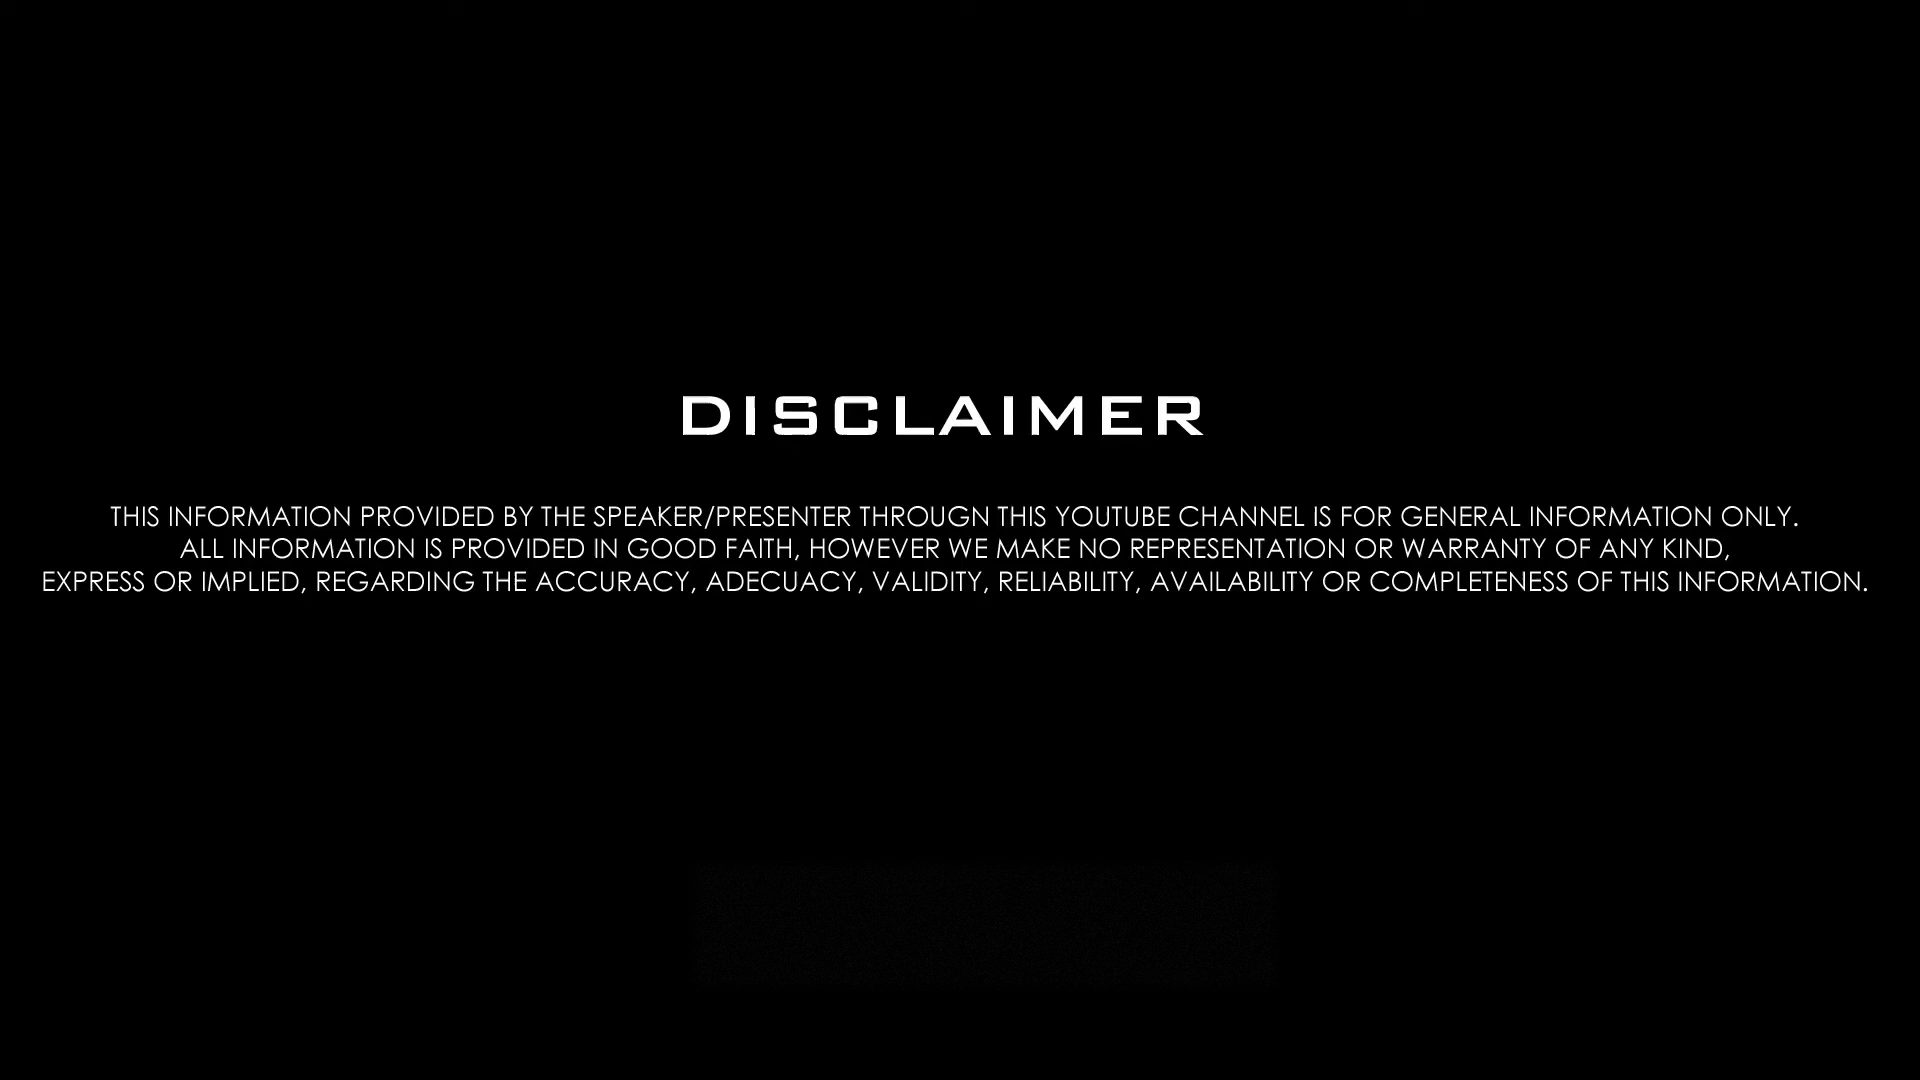 DISCLAIMER
THIS INFORMATION PROVIDED BY THE SPEAKER/PRESENTER THROUGN THIS YOUTUBE CHANNEL IS FOR GENERAL INFORMATION ONLY.
ALL INFORMATION IS PROVIDED IN GOOD FAITH, HOWEVER WE MAKE NO REPRESENTATION OR WARRANTY OF ANY KIND,
EXPRESS OR IMPLIED, REGARDING THE ACCURACY, ADECUACY, VALIDITY, RELIABILITY, AVAILABILITY OR COMPLETENESS OF THIS INFORMATION.